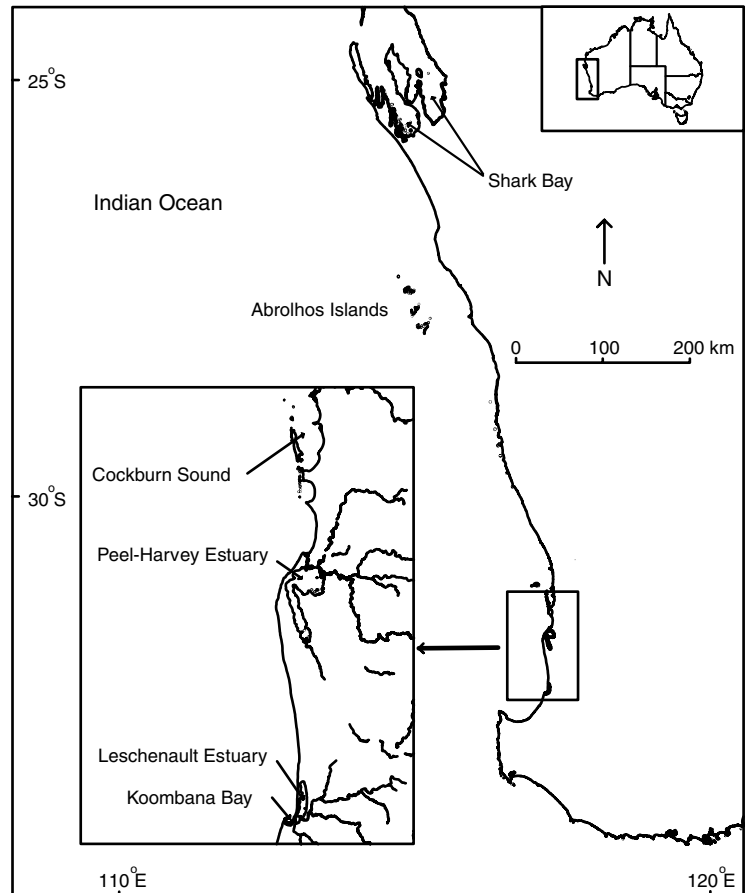 25°S
Shark Bay
Indian Ocean
N
Abrolhos Islands
0 100 200 km
Cockburn Sound
30°S
Peel-Harvey Estuary
Leschenault Estuary
Koombana Bay
110°E 120°E